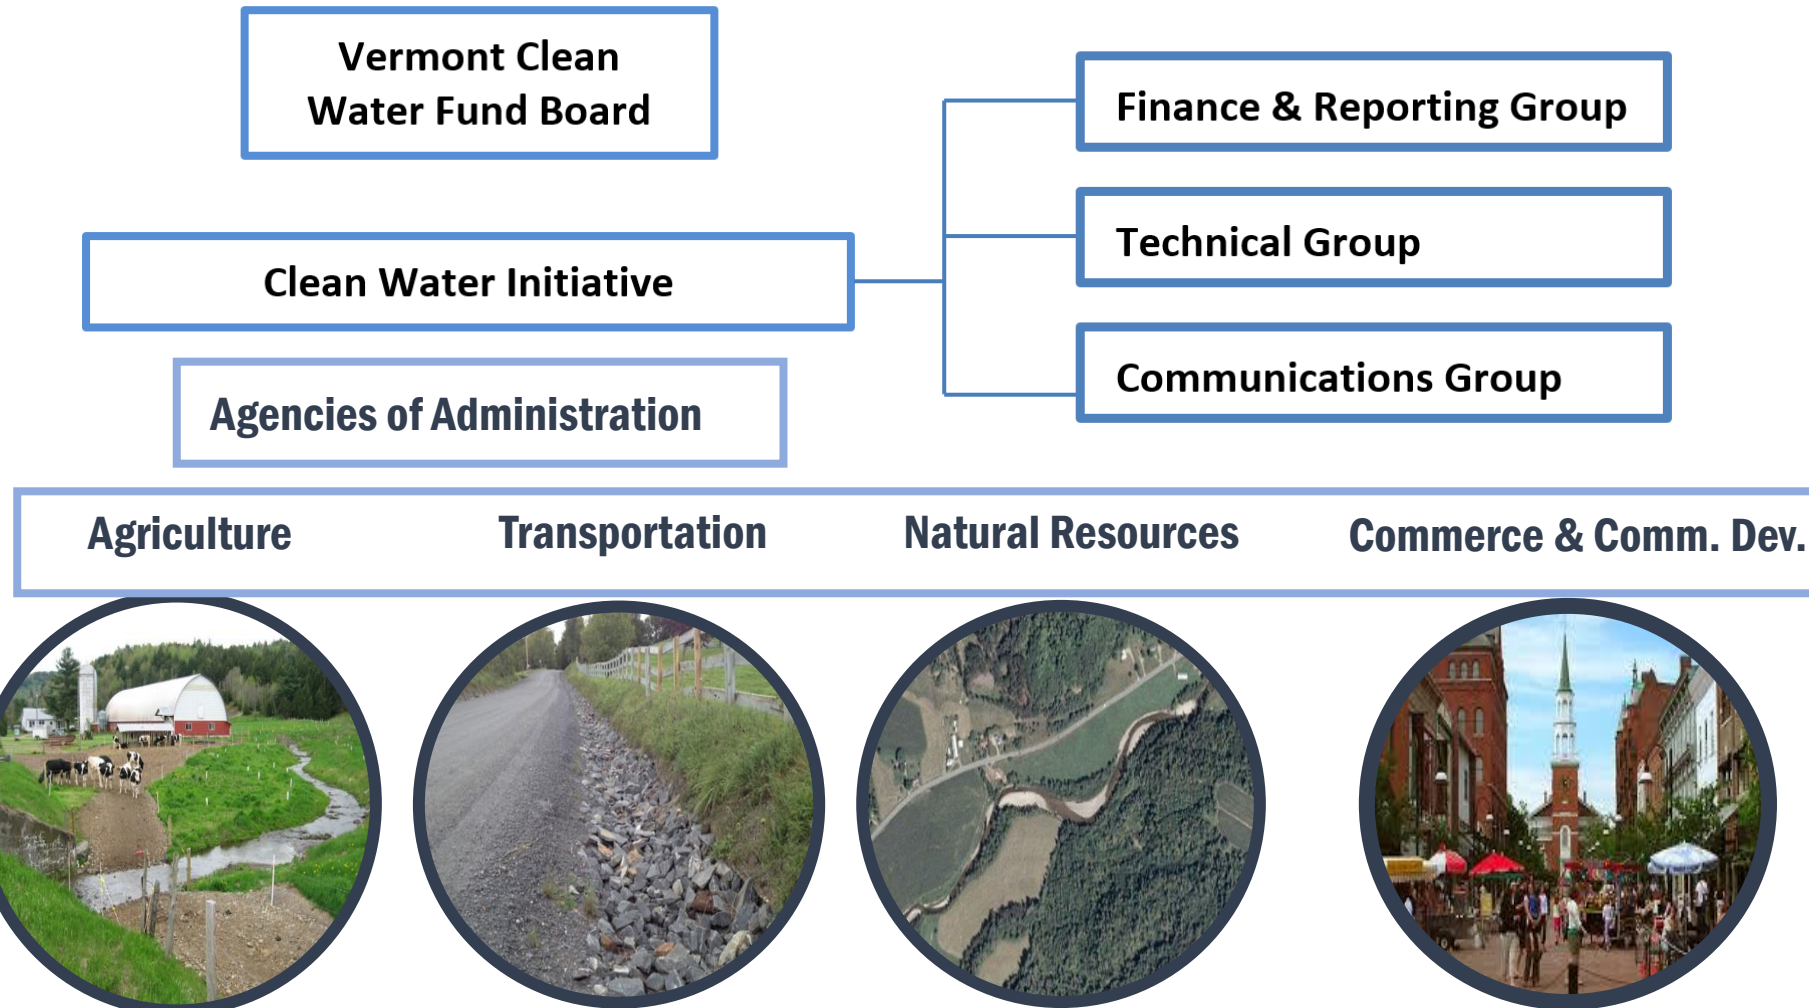 Vermont Clean
Water Fund Board
Clean Water Initiative
Finance & Reporting Group
Technical Group
Communications Group
Agencies of Administration
Agriculture
Transportation
Natural Resources
Commerce & Comm. Dev.